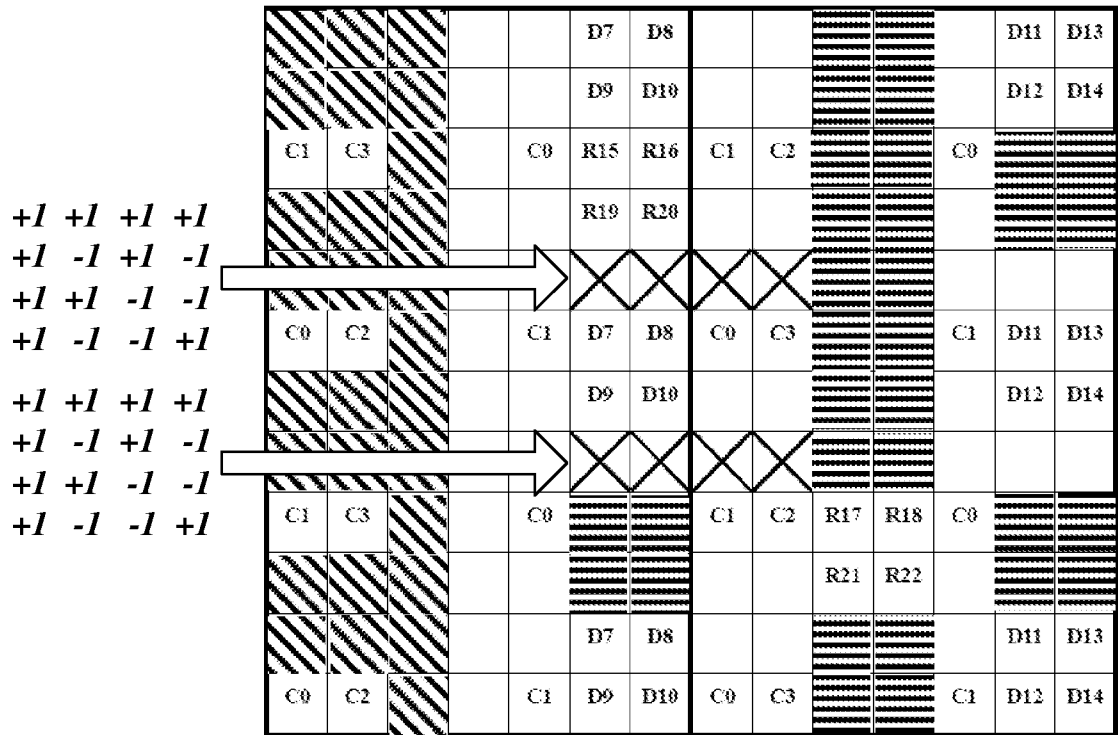 D7 D8 D11 D13
D9 D10 D12 D14
C1 C3 C0 R15 R16 C1 C2 C0
+1 +1 +1 +1 R19 R20
+1 -1 +1 -1
+1 +1 -1 -1
+1 -1 -1 +1 C0 C2 C1 D7 D8 C0 C3 C1 D11 D13
+1 +1 +1 +1 D9 D10 D12 D14
+1 -1 +1 -1
+1 +1 -1 -1
+1 -1 -1 +1 C1 C3 C0 C1 C2 R17 R18 C0
R21 R22
D7 D8 D11 D13
C0 C2 C1 D9 D10 C0 C3 C1 D12 D14